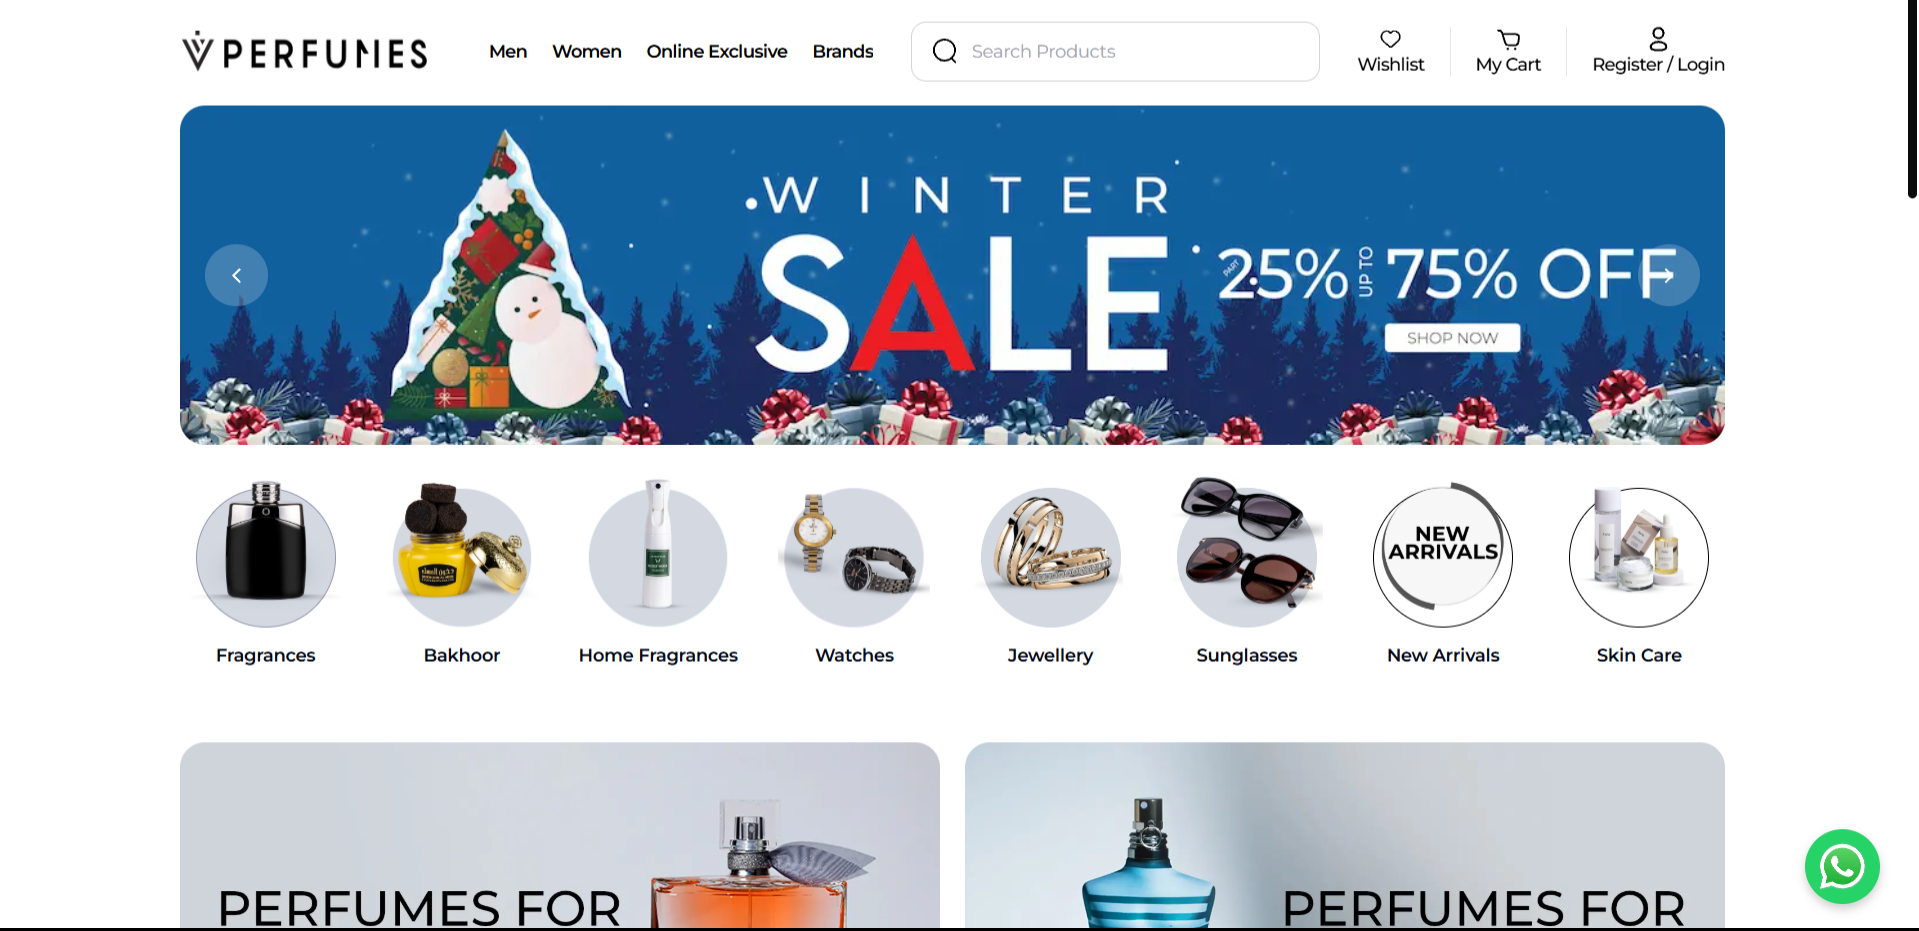 V PERFUMES
Men
Women
Online Exclusive
Brands
Search Products
Wishlist
My Cart
Register / Login
WINTER
SALE
PART
25% UP TO 75% OFF
SHOP NOW
Fragrances
Bakhoor
Home Fragrances
Watches
Jewellery
Sunglasses
NEW
ARRIVALS
New Arrivals
Skin Care
PERFUMES FOR
PERFUMES FOR